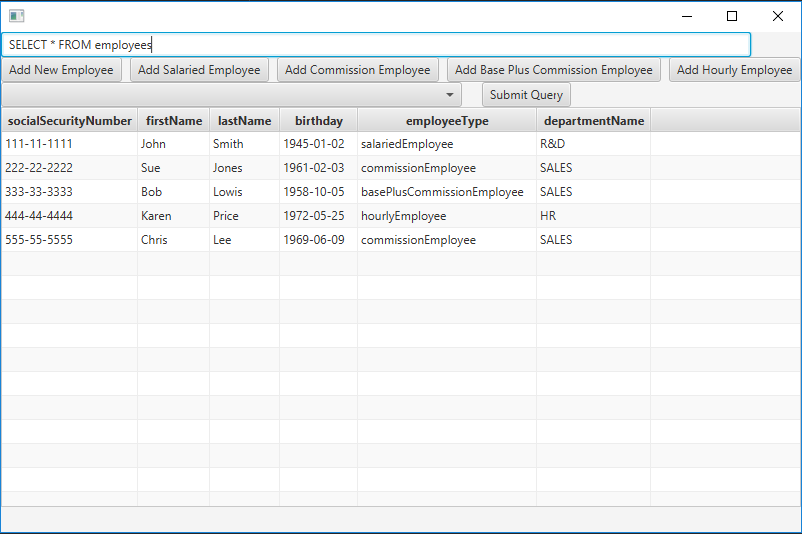 SELECT * FROM employees
Add New Employee Add Salaried Employee Add Commission Employee Add Base Plus Commission Employee Add Hourly Employee
Submit Query
socialSecurityNumber firstName lastName birthday employeeType departmentName
111-11-1111 John Smith 1945-01-02 salariedEmployee R&D
222-22-2222 Sue Jones 1961-02-03 commissionEmployee SALES
333-33-3333 Bob Lowis 1958-10-05 basePlusCommissionEmployee SALES
444-44-4444 Karen Price 1972-05-25 hourlyEmployee HR
555-55-5555 Chris Lee 1969-06-09 commissionEmployee SALES